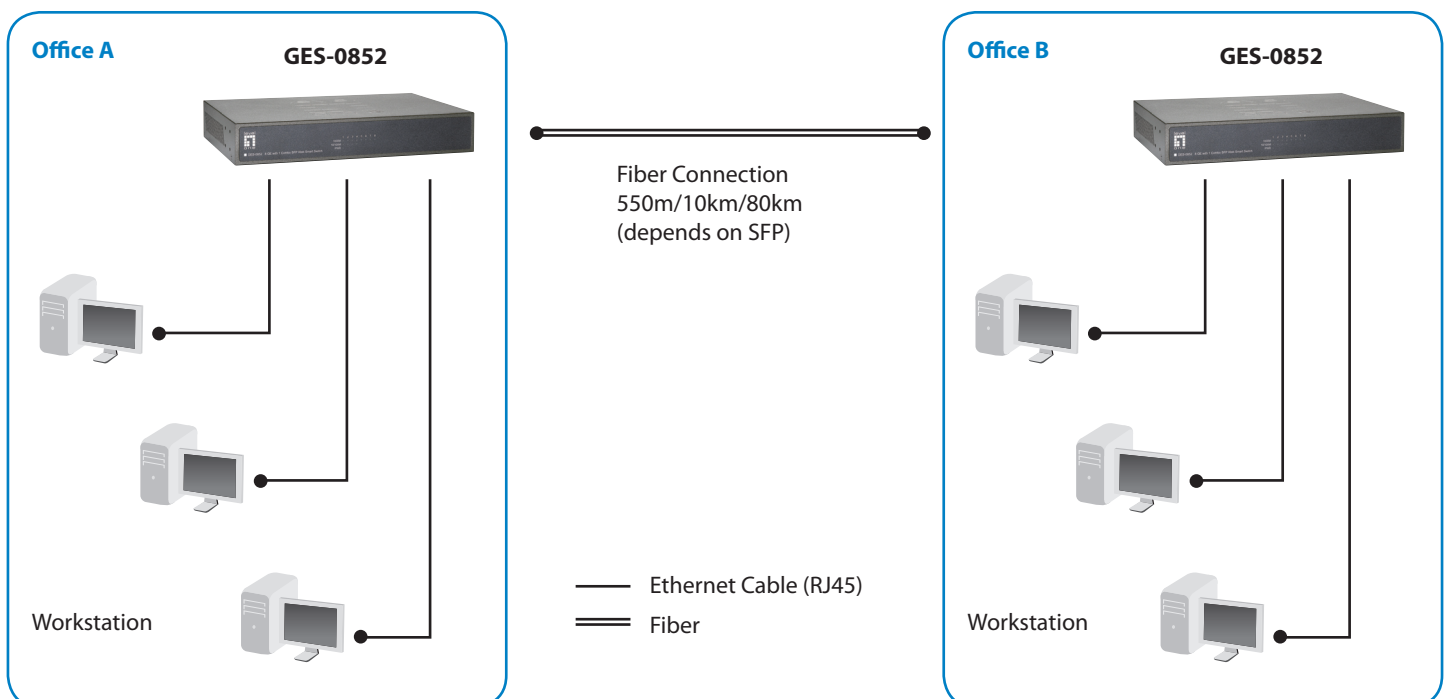 Office A
GES-0852
Fiber Connection
550m/10km/80km
(depends on SFP)
Ethernet Cable (RJ45)
Fiber
Workstation
Office B
GES-0852
Workstation